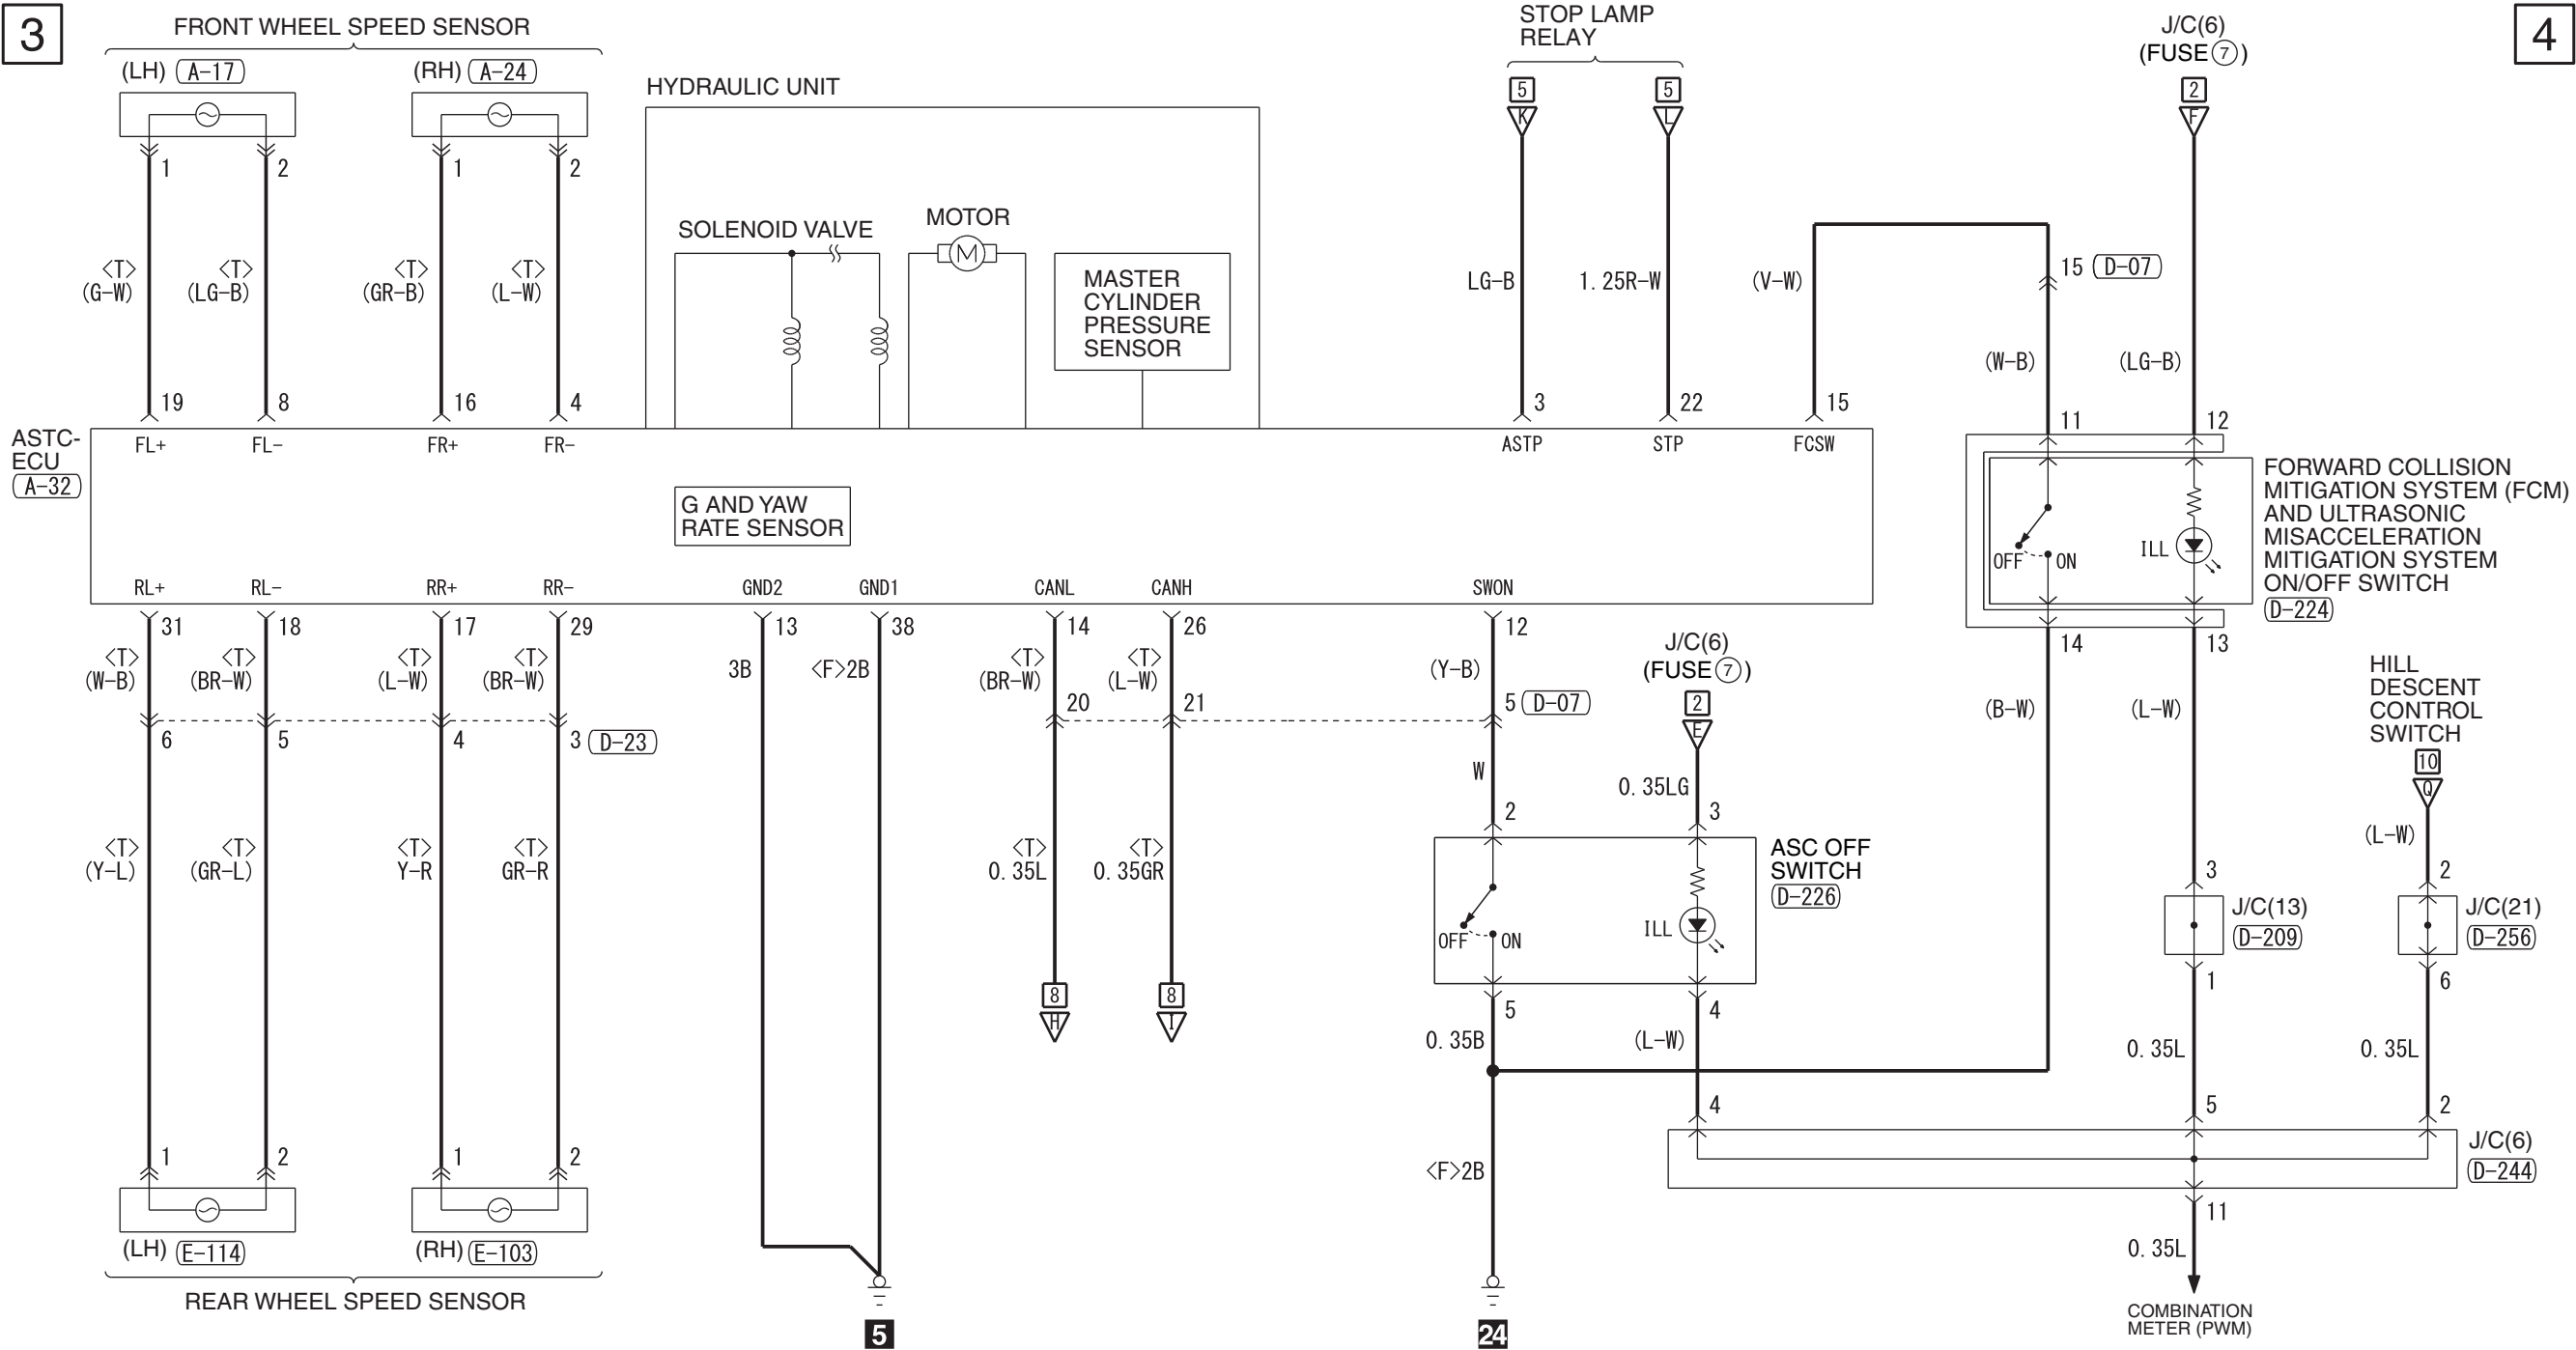 3
FRONT WHEEL SPEED SENSOR
(LH) A-17
(RH) A-24
HYDRAULIC UNIT
STOP LAMP
RELAY
J/C(6)
(FUSE 7)
4
5
K
5
L
2
F
1
2
1
2
SOLENOID VALVE
MOTOR
M
MASTER
CYLINDER
PRESSURE
SENSOR
<T>
(G-W)
<T>
(LG-B)
<T>
(GR-B)
<T>
(L-W)
LG-B
1.25R-W
(V-W)
15 D-07
(W-B)
(LG-B)
19
8
16
4
3
22
15
11
12
ASTC-
ECU
A-32
FL+
FL-
FR+
FR-
ASTP
STP
FCSW
G AND YAW
RATE SENSOR
OFF
ON
ILL
FORWARD COLLISION
MITIGATION SYSTEM (FCM)
AND ULTRASONIC
MISACCELERATION
MITIGATION SYSTEM
ON/OFF SWITCH
D-224
RL+
RL-
RR+
RR-
GND2
GND1
CANL
CANH
SWON
31
18
17
29
13
38
14
26
12
14
13
<T>
(W-B)
<T>
(BR-W)
<T>
(L-W)
<T>
(BR-W)
3B
<F>2B
<T>
(BR-W)
<T>
(L-W)
(Y-B)
J/C(6)
(FUSE 7)
2
E
(B-W)
(L-W)
HILL
DESCENT
CONTROL
SWITCH
10
Q
6
5
4
3 D-23
20
21
5 D-07
W
0.35LG
(L-W)
2
3
<T>
(Y-L)
<T>
(GR-L)
<T>
Y-R
<T>
GR-R
<T>
0.35L
<T>
0.35GR
OFF
ON
ILL
ASC OFF
SWITCH
D-226
3
J/C(13)
D-209
2
J/C(21)
D-256
8
H
8
I
5
4
1
6
0.35B
(L-W)
0.35L
0.35L
4
5
2
J/C(6)
D-244
<F>2B
11
0.35L
1
2
1
2
(LH) E-114
(RH) E-103
REAR WHEEL SPEED SENSOR
5
24
COMBINATION
METER (PWM)